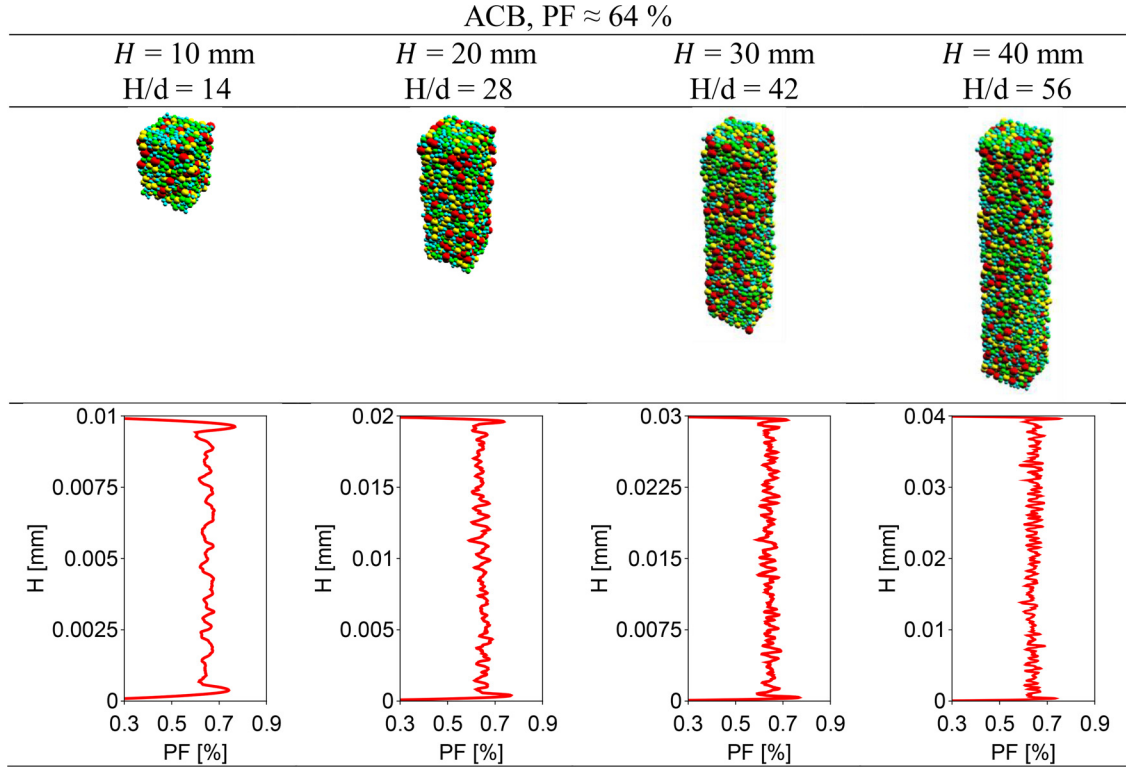 ACB, PF ≈ 64 %
H = 10 mm H = 20 mm H = 30 mm H = 40 mm
H/d = 14 H/d = 28 H/d = 42 H/d = 56
0.01 0.02 0.03 0.04
0.0075 0.015 0.0225 0.03
0.005 0.01 0.015 0.02
0.0025 0.005 0.0075 0.01
0 0 0 0
H [mm] H [mm] H [mm] H [mm]
0.3 0.5 0.7 0.9 0.3 0.5 0.7 0.9 0.3 0.5 0.7 0.9 0.3 0.5 0.7 0.9
PF [%] PF [%] PF [%] PF [%]